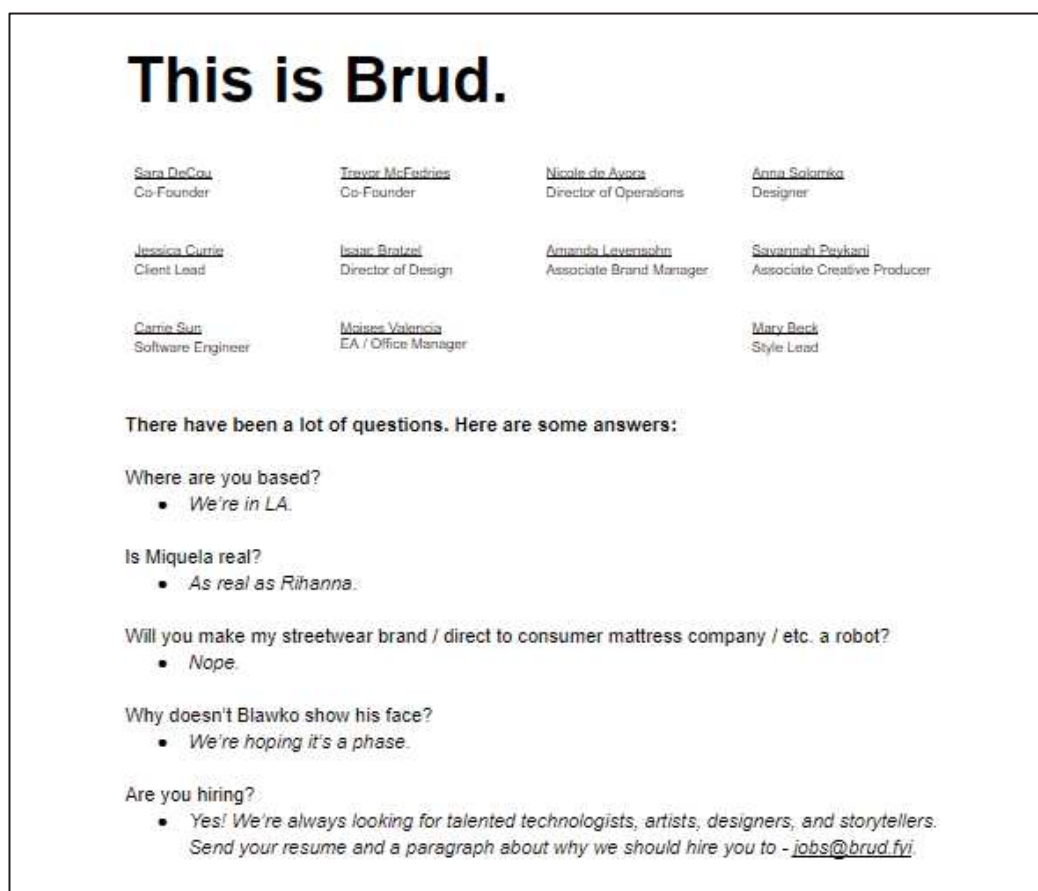 This is Brud.
Sara DeCou Trevor McFedries Nicole de Ayora Anna Solomko
Co-Founder Co-Founder Director of Operations Designer
Jessica Currie Isaac Bratzel Amanda Levensohn Savannah Peykani
Client Lead Director of Design Associate Brand Manager Associate Creative Producer
Carrie Sun Moises Valencia Mary Beck
Software Engineer EA / Office Manager Style Lead
There have been a lot of questions. Here are some answers:
Where are you based?
● We're in LA.
Is Miquela real?
● As real as Rihanna.
Will you make my streetwear brand / direct to consumer mattress company / etc. a robot?
● Nope.
Why doesn't Blawko show his face?
● We're hoping it's a phase.
Are you hiring?
● Yes! We're always looking for talented technologists, artists, designers, and storytellers.
Send your resume and a paragraph about why we should hire you to - jobs@brud.fyi.